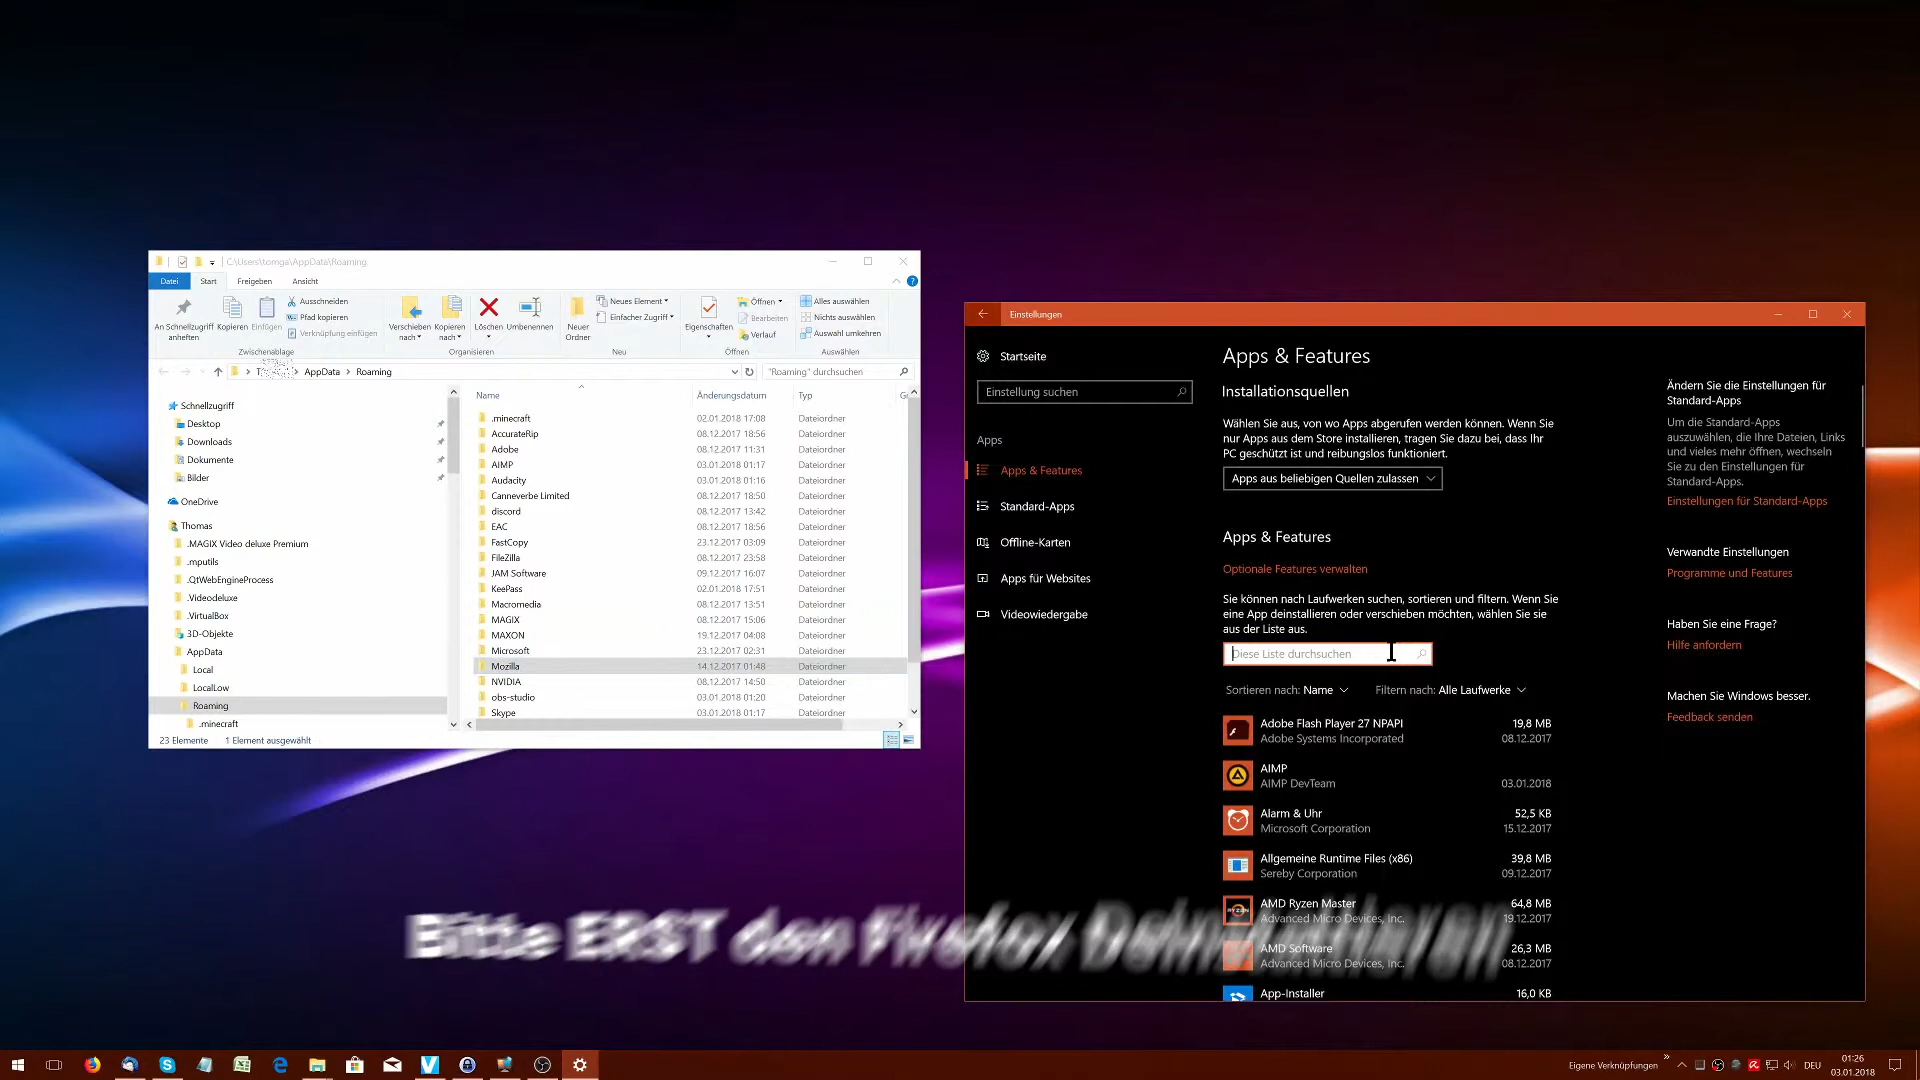 C:\Users\tomga\AppData\Roaming
Datei
Start
Freigeben
Ansicht
An Schnellzugriff
anheften
Kopieren
Einfügen
Ausschneiden
Pfad kopieren
Verknüpfung einfügen
Zwischenablage
Verschieben
nach
Kopieren
nach
Löschen
Umbenennen
Organisieren
Neuer
Ordner
Neues Element
Einfacher Zugriff
Neu
Eigenschaften
Öffnen
Bearbeiten
Verlauf
Öffnen
Alles auswählen
Nichts auswählen
Auswahl umkehren
Auswählen
AppData
Roaming
"Roaming" durchsuchen
Schnellzugriff
Desktop
Downloads
Dokumente
Bilder
OneDrive
Thomas
.MAGIX Video deluxe Premium
.mputils
.QtWebEngineProcess
.Videodeluxe
.VirtualBox
3D-Objekte
AppData
Local
LocalLow
Roaming
.minecraft
Name Änderungsdatum Typ
.minecraft 02.01.2018 17:08 Dateiordner
AccurateRip 08.12.2017 18:56 Dateiordner
Adobe 08.12.2017 11:31 Dateiordner
AIMP 03.01.2018 01:17 Dateiordner
Audacity 03.01.2018 01:16 Dateiordner
Canneverbe Limited 08.12.2017 18:50 Dateiordner
discord 08.12.2017 13:42 Dateiordner
EAC 08.12.2017 18:56 Dateiordner
FastCopy 23.12.2017 03:09 Dateiordner
FileZilla 08.12.2017 23:58 Dateiordner
JAM Software 09.12.2017 16:07 Dateiordner
KeePass 02.01.2018 17:51 Dateiordner
Macromedia 08.12.2017 13:51 Dateiordner
MAGIX 08.12.2017 15:06 Dateiordner
MAXON 19.12.2017 04:08 Dateiordner
Microsoft 23.12.2017 02:31 Dateiordner
Mozilla 14.12.2017 01:48 Dateiordner
NVIDIA 08.12.2017 14:50 Dateiordner
obs-studio 03.01.2018 01:20 Dateiordner
Skype 03.01.2018 01:17 Dateiordner
23 Elemente 1 Element ausgewählt
Einstellungen
Startseite
Einstellung suchen
Apps
Apps & Features
Standard-Apps
Offline-Karten
Apps für Websites
Videowiedergabe
Apps & Features
Installationsquellen
Wählen Sie aus, von wo Apps abgerufen werden können. Wenn Sie
nur Apps aus dem Store installieren, tragen Sie dazu bei, dass Ihr
PC geschützt ist und reibungslos funktioniert.
Apps aus beliebigen Quellen zulassen
Apps & Features
Optionale Features verwalten
Sie können nach Laufwerken suchen, sortieren und filtern. Wenn Sie
eine App deinstallieren oder verschieben möchten, wählen Sie sie
aus der Liste aus.
Diese Liste durchsuchen
Sortieren nach: Name Filtern nach: Alle Laufwerke
Adobe Flash Player 27 NPAPI 19,8 MB
Adobe Systems Incorporated 08.12.2017
AIMP
AIMP DevTeam 03.01.2018
Alarm & Uhr 52,5 KB
Microsoft Corporation 15.12.2017
Allgemeine Runtime Files (x86) 39,8 MB
Sereby Corporation 09.12.2017
RYZEN
AMD Ryzen Master 64,8 MB
Advanced Micro Devices, Inc. 19.12.2017
AMD Software 26,3 MB
Advanced Micro Devices, Inc. 08.12.2017
App-Installer 16,0 KB
Ändern Sie die Einstellungen für
Standard-Apps
Um die Standard-Apps
auszuwählen, die Ihre Dateien, Links
und vieles mehr öffnen, wechseln
Sie zu den Einstellungen für
Standard-Apps.
Einstellungen für Standard-Apps
Verwandte Einstellungen
Programme und Features
Haben Sie eine Frage?
Hilfe anfordern
Machen Sie Windows besser.
Feedback senden
Bitte ERST den Firefox Deinstallieren
Eigene Verknüpfungen
DEU
01:26
03.01.2018